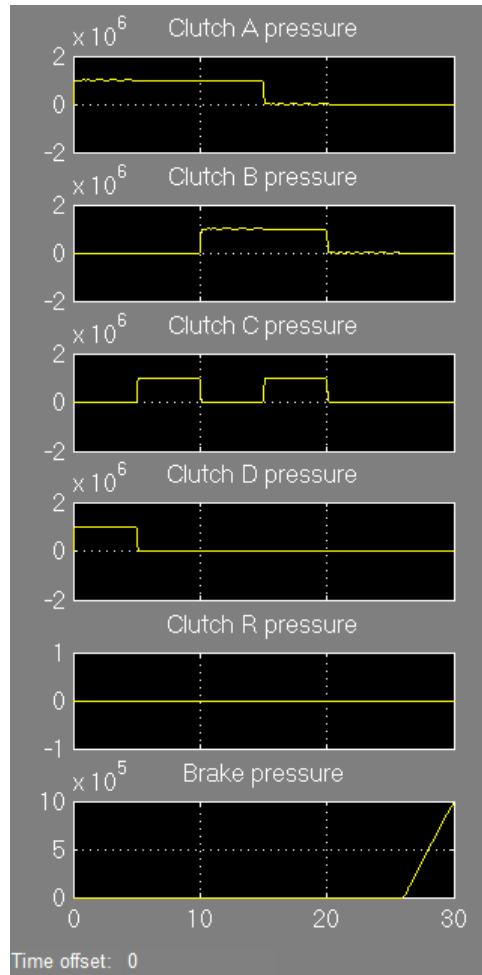 x 10^6 Clutch A pressure
2
0
-2
x 10^6 Clutch B pressure
2
0
-2
x 10^6 Clutch C pressure
2
0
-2
x 10^6 Clutch D pressure
2
0
-2
Clutch R pressure
1
0
-1
x 10^5 Brake pressure
10
5
0
0 10 20 30
Time offset: 0